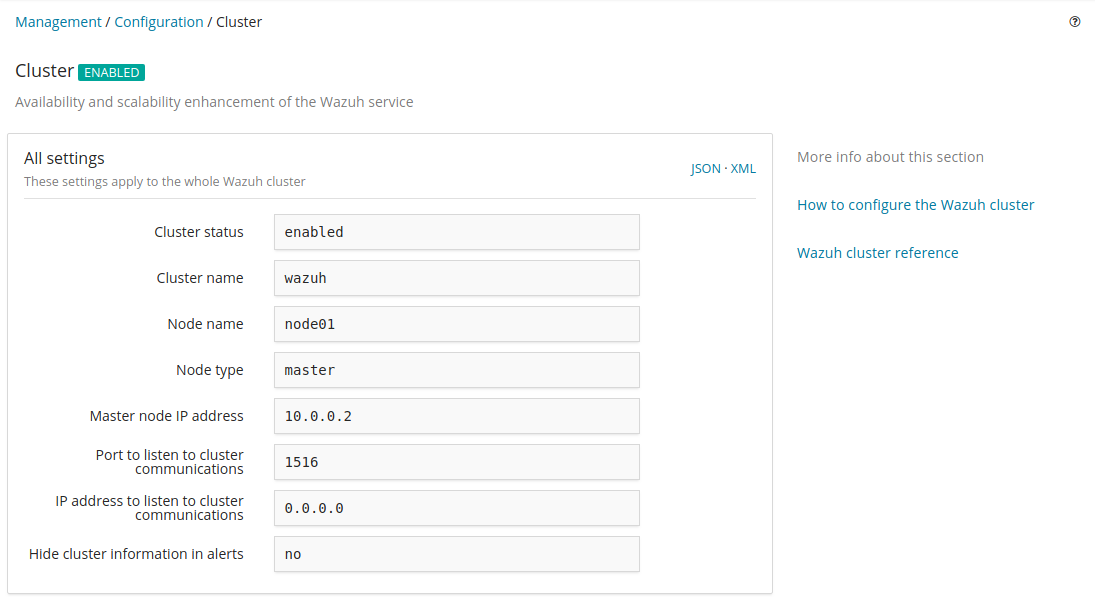 Management / Configuration / Cluster
Cluster ENABLED
Availability and scalability enhancement of the Wazuh service
All settings
These settings apply to the whole Wazuh cluster
JSON · XML
Cluster status enabled
Cluster name wazuh
Node name node01
Node type master
Master node IP address 10.0.0.2
Port to listen to cluster
communications 1516
IP address to listen to cluster
communications 0.0.0.0
Hide cluster information in alerts no
More info about this section
How to configure the Wazuh cluster
Wazuh cluster reference